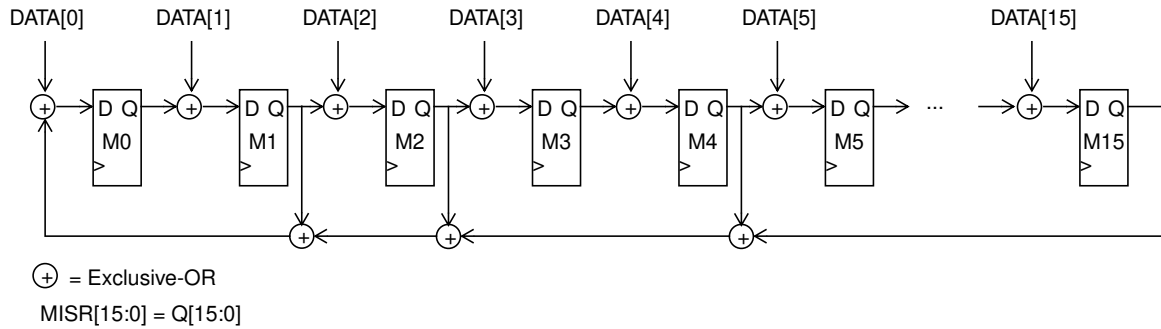 DATA[0] DATA[1] DATA[2] DATA[3] DATA[4] DATA[5] DATA[15]
+ D Q + D Q + D Q + D Q + D Q + D Q ... + D Q
M0 M1 M2 M3 M4 M5 M15
+ + +
+ = Exclusive-OR
MISR[15:0] = Q[15:0]